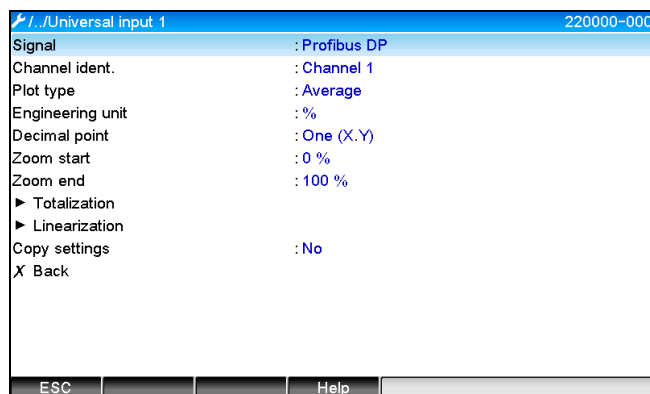 /../Universal input 1 220000-000
Signal : Profibus DP
Channel ident. : Channel 1
Plot type : Average
Engineering unit : %
Decimal point : One (X.Y)
Zoom start : 0 %
Zoom end : 100 %
► Totalization
► Linearization
Copy settings : No
X Back
ESC Help